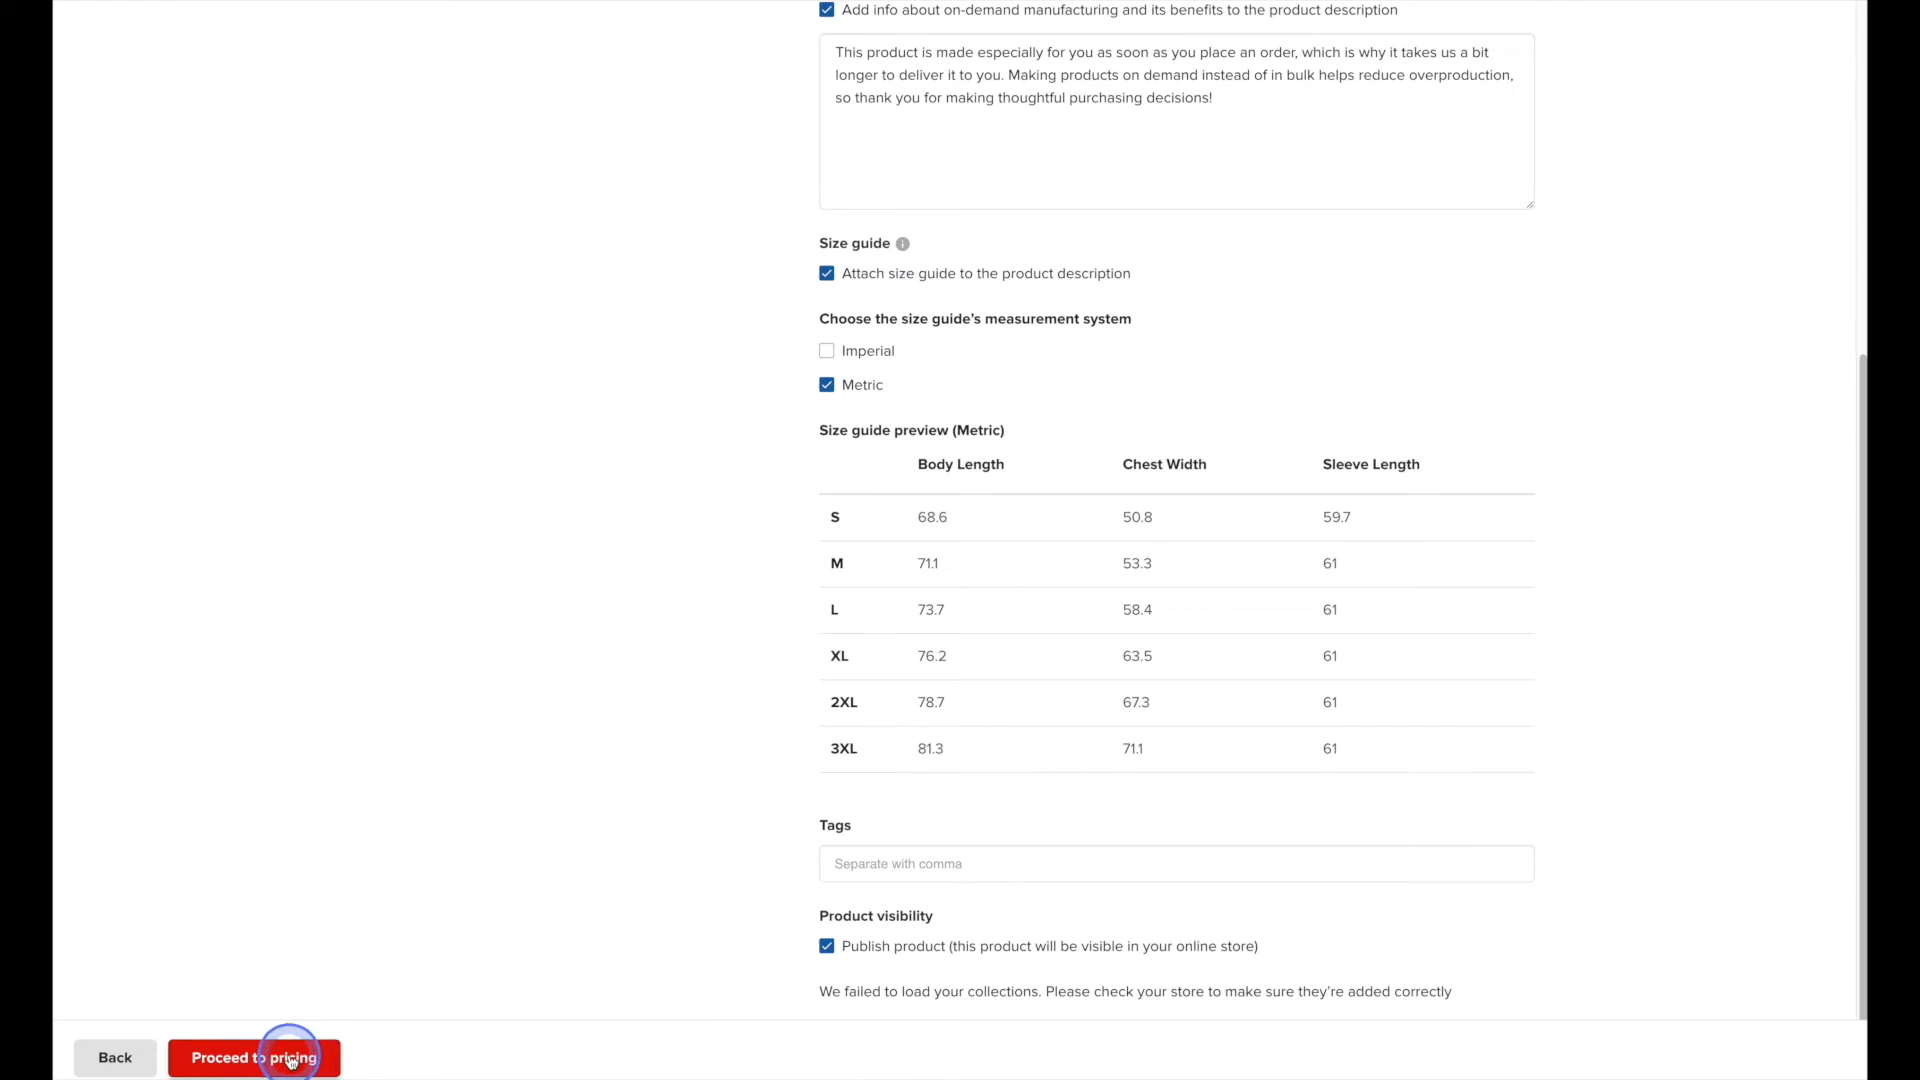 Add info about on-demand manufacturing and its benefits to the product description
This product is made especially for you as soon as you place an order, which is why it takes us a bit
longer to deliver it to you. Making products on demand instead of in bulk helps reduce overproduction,
so thank you for making thoughtful purchasing decisions!
Size guide
Attach size guide to the product description
Choose the size guide’s measurement system
Imperial
Metric
Size guide preview (Metric)
Body Length Chest Width Sleeve Length
S 68.6 50.8 59.7
M 71.1 53.3 61
L 73.7 58.4 61
XL 76.2 63.5 61
2XL 78.7 67.3 61
3XL 81.3 71.1 61
Tags
Separate with comma
Product visibility
Publish product (this product will be visible in your online store)
We failed to load your collections. Please check your store to make sure they’re added correctly
Back Proceed to pricing